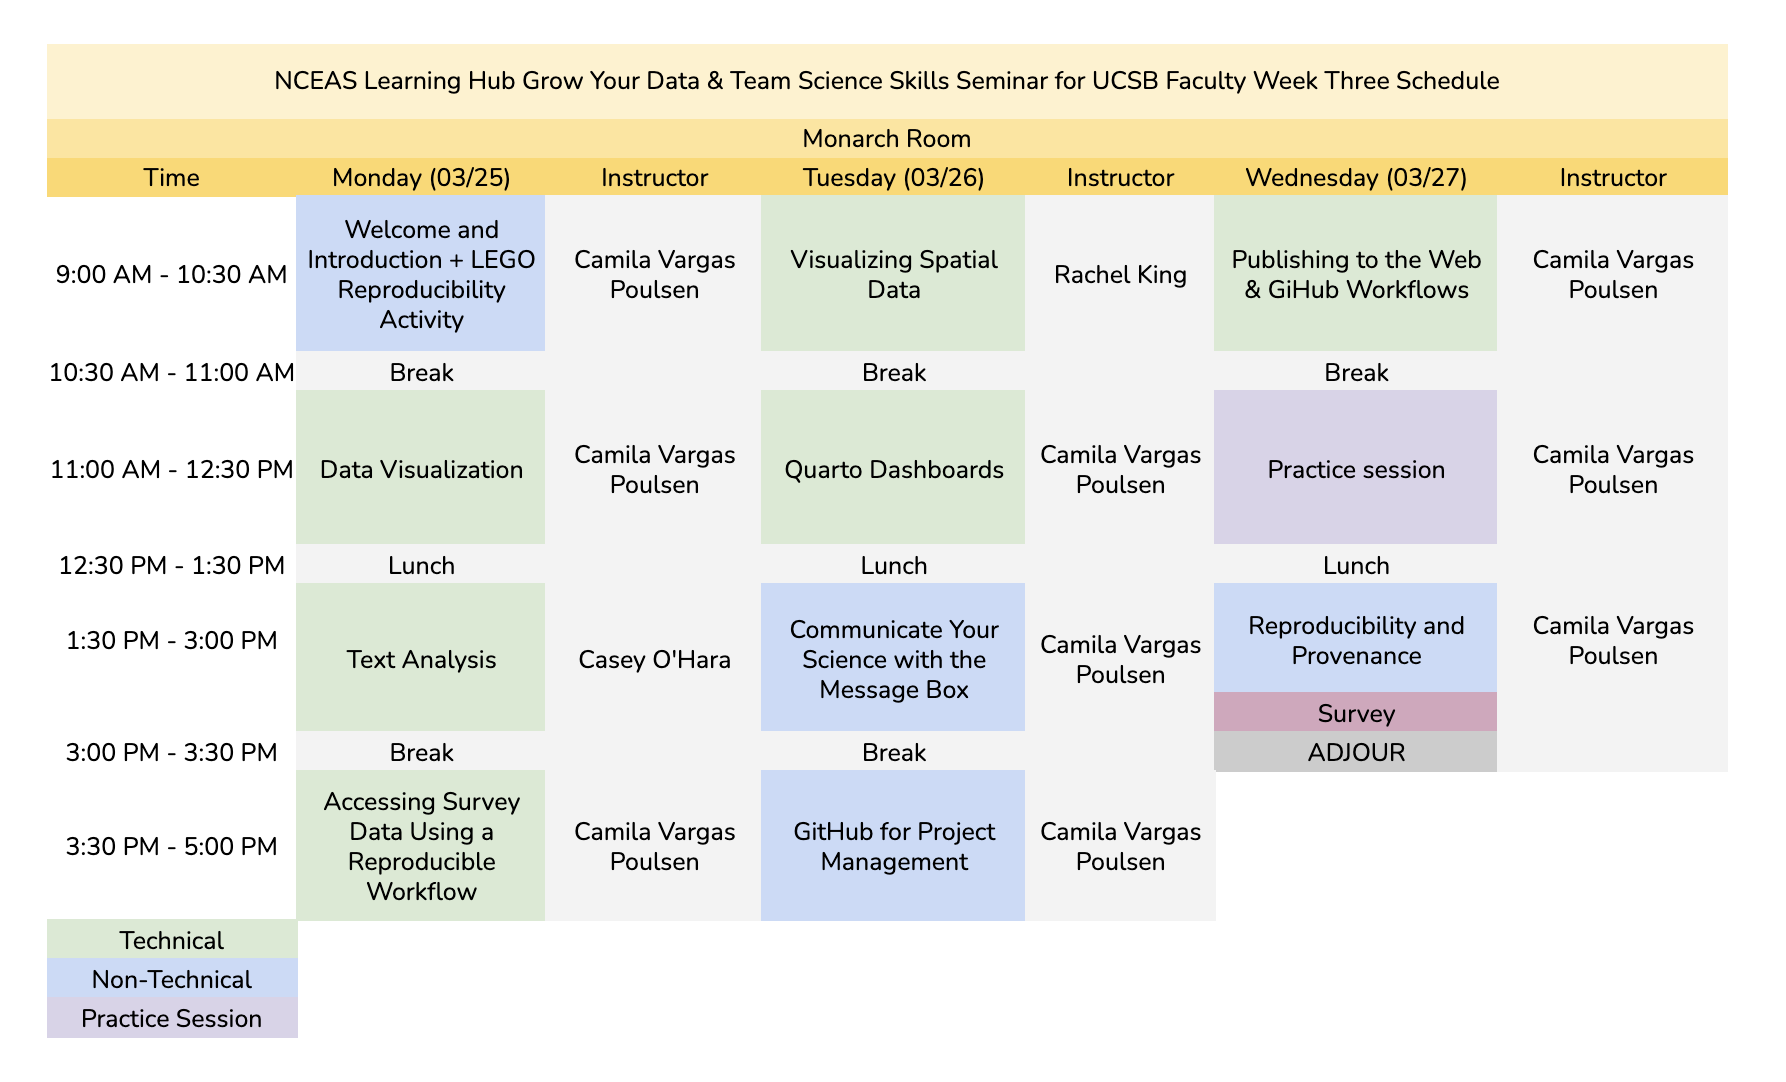 NCEAS Learning Hub Grow Your Data & Team Science Skills Seminar for UCSB Faculty Week Three Schedule
Monarch Room
Time Monday (03/25) Instructor Tuesday (03/26) Instructor Wednesday (03/27) Instructor
9:00 AM - 10:30 AM
Welcome and
Introduction + LEGO
Reproducibility
Activity
Camila Vargas
Poulsen
Visualizing Spatial
Data
Rachel King
Publishing to the Web
& GiHub Workflows
Camila Vargas
Poulsen
10:30 AM - 11:00 AM Break Break Break
11:00 AM - 12:30 PM
Data Visualization
Camila Vargas
Poulsen
Quarto Dashboards
Camila Vargas
Poulsen
Practice session
Camila Vargas
Poulsen
12:30 PM - 1:30 PM Lunch Lunch Lunch
1:30 PM - 3:00 PM
Text Analysis
Casey O'Hara
Communicate Your
Science with the
Message Box
Camila Vargas
Poulsen
Reproducibility and
Provenance
Camila Vargas
Poulsen
Survey
3:00 PM - 3:30 PM Break Break ADJOUR
3:30 PM - 5:00 PM
Accessing Survey
Data Using a
Reproducible
Workflow
Camila Vargas
Poulsen
GitHub for Project
Management
Camila Vargas
Poulsen
Technical
Non-Technical
Practice Session